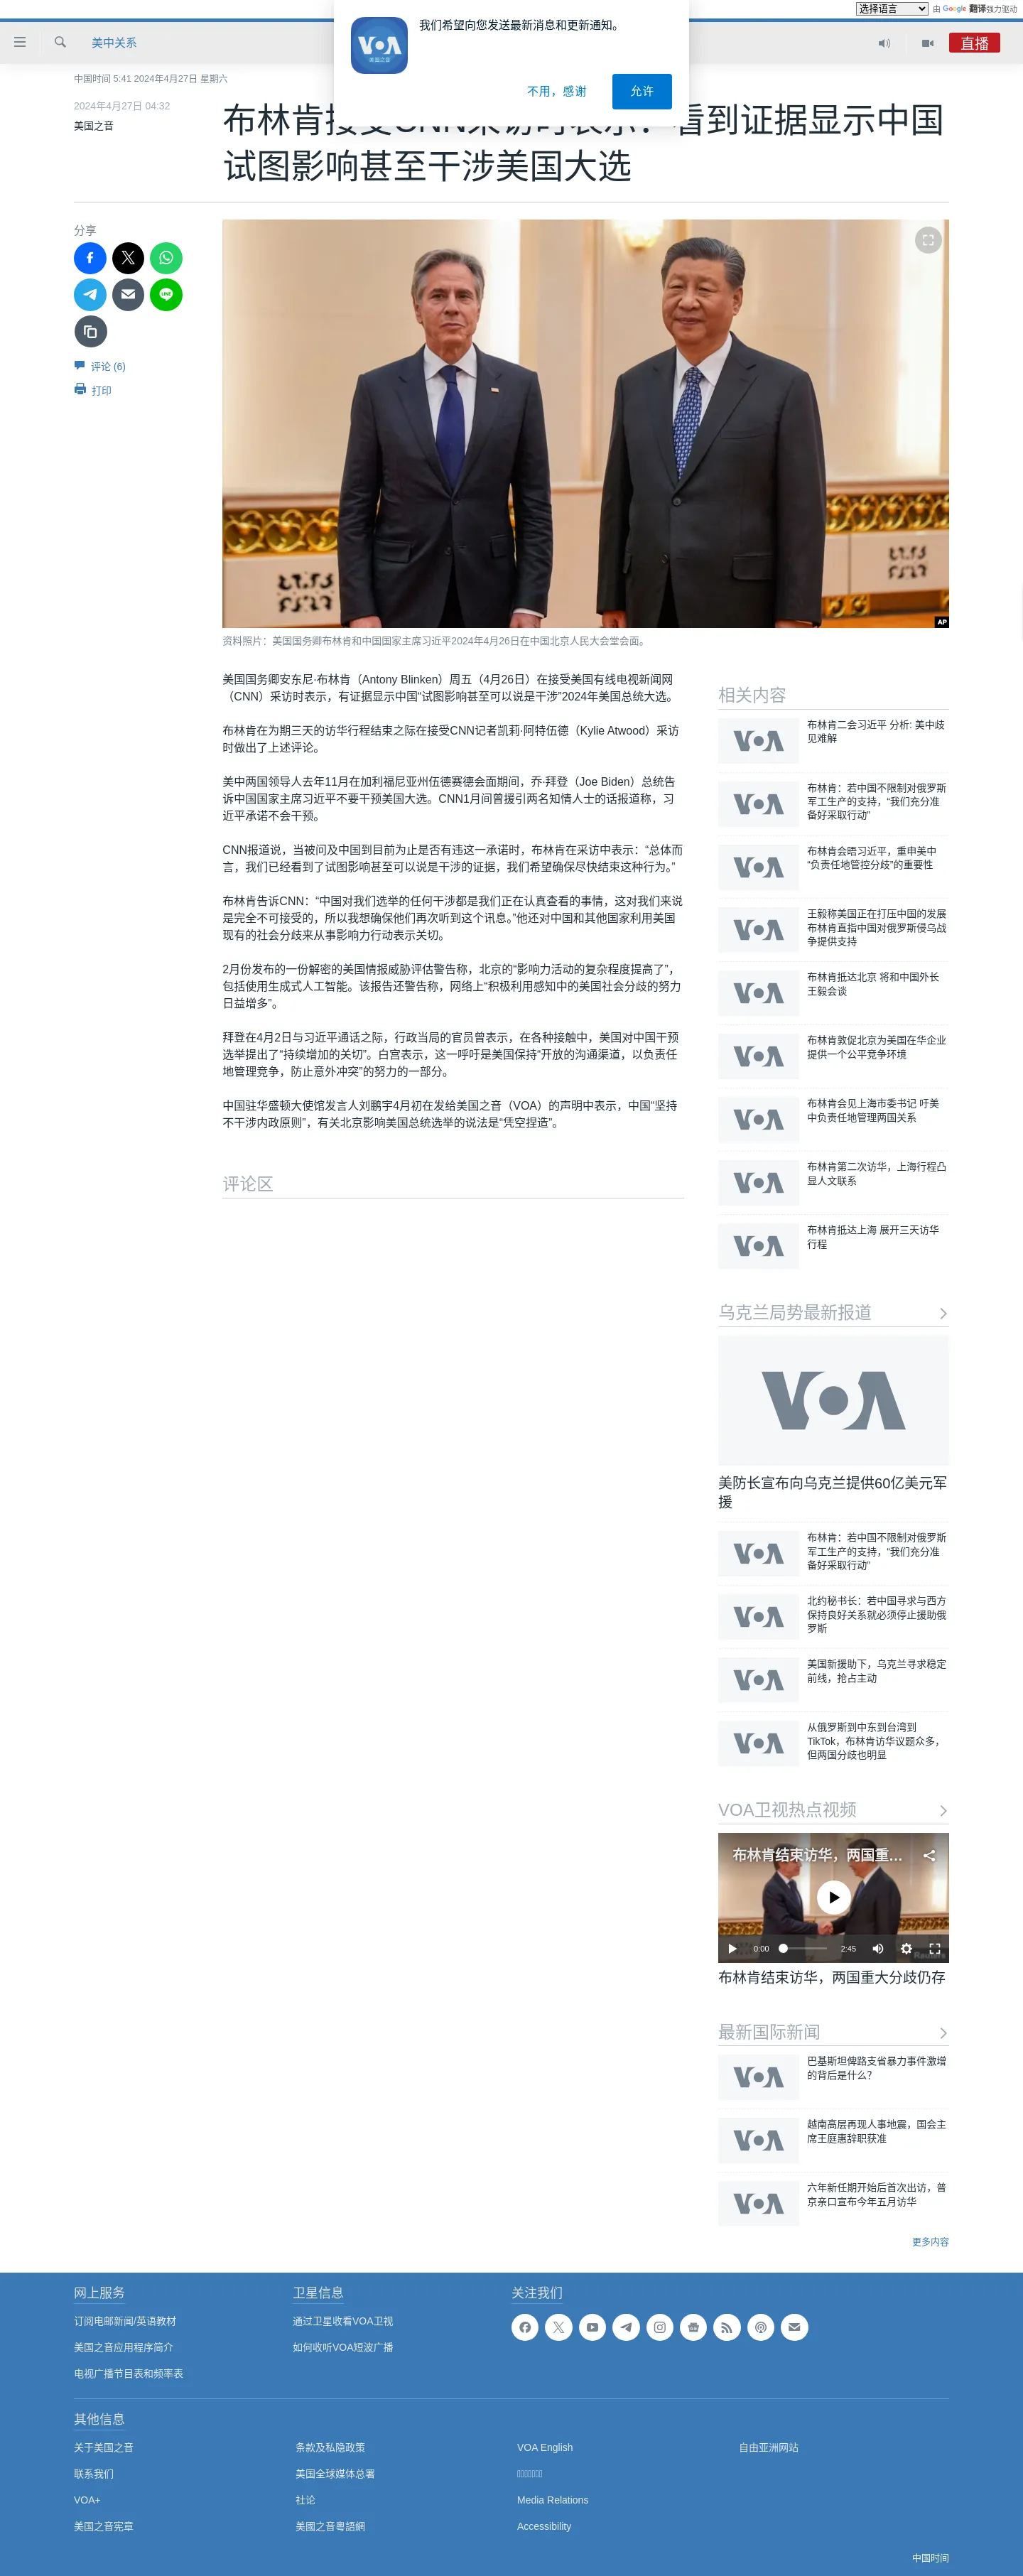 选择语言 由 Google 翻译强力驱动
我们希望向您发送最新消息和更新通知。
VOA
美国之音
不用，感谢
允许
美中关系
直播
中国时间 5:41 2024年4月27日 星期六
2024年4月27日 04:32
美国之音
布林肯接受CNN采访时表示：看到证据显示中国
试图影响甚至干涉美国大选
分享
评论 (6)
打印
AP
资料照片：美国国务卿布林肯和中国国家主席习近平2024年4月26日在中国北京人民大会堂会面。
美国国务卿安东尼·布林肯（Antony Blinken）周五（4月26日）在接受美国有线电视新闻网
（CNN）采访时表示，有证据显示中国“试图影响甚至可以说是干涉”2024年美国总统大选。
布林肯在为期三天的访华行程结束之际在接受CNN记者凯莉·阿特伍德（Kylie Atwood）采访
时做出了上述评论。
美中两国领导人去年11月在加利福尼亚州伍德赛德会面期间，乔·拜登（Joe Biden）总统告
诉中国国家主席习近平不要干预美国大选。CNN1月间曾援引两名知情人士的话报道称，习
近平承诺不会干预。
CNN报道说，当被问及中国到目前为止是否有违这一承诺时，布林肯在采访中表示：“总体而
言，我们已经看到了试图影响甚至可以说是干涉的证据，我们希望确保尽快结束这种行为。”
布林肯告诉CNN：“中国对我们选举的任何干涉都是我们正在认真查看的事情，这对我们来说
是完全不可接受的，所以我想确保他们再次听到这个讯息。”他还对中国和其他国家利用美国
现有的社会分歧来从事影响力行动表示关切。
2月份发布的一份解密的美国情报威胁评估警告称，北京的“影响力活动的复杂程度提高了”，
包括使用生成式人工智能。该报告还警告称，网络上“积极利用感知中的美国社会分歧的努力
日益增多”。
拜登在4月2日与习近平通话之际，行政当局的官员曾表示，在各种接触中，美国对中国干预
选举提出了“持续增加的关切”。白宫表示，这一呼吁是美国保持“开放的沟通渠道，以负责任
地管理竞争，防止意外冲突”的努力的一部分。
中国驻华盛顿大使馆发言人刘鹏宇4月初在发给美国之音（VOA）的声明中表示，中国“坚持
不干涉内政原则”，有关北京影响美国总统选举的说法是“凭空捏造”。
评论区
相关内容
VOA
布林肯二会习近平 分析: 美中歧
见难解
VOA
布林肯：若中国不限制对俄罗斯
军工生产的支持，“我们充分准
备好采取行动”
VOA
布林肯会晤习近平，重申美中
“负责任地管控分歧”的重要性
VOA
王毅称美国正在打压中国的发展
布林肯直指中国对俄罗斯侵乌战
争提供支持
VOA
布林肯抵达北京 将和中国外长
王毅会谈
VOA
布林肯敦促北京为美国在华企业
提供一个公平竞争环境
VOA
布林肯会见上海市委书记 吁美
中负责任地管理两国关系
VOA
布林肯第二次访华，上海行程凸
显人文联系
VOA
布林肯抵达上海 展开三天访华
行程
乌克兰局势最新报道
VOA
美防长宣布向乌克兰提供60亿美元军
援
VOA
布林肯：若中国不限制对俄罗斯
军工生产的支持，“我们充分准
备好采取行动”
VOA
北约秘书长：若中国寻求与西方
保持良好关系就必须停止援助俄
罗斯
VOA
美国新援助下，乌克兰寻求稳定
前线，抢占主动
VOA
从俄罗斯到中东到台湾到
TikTok，布林肯访华议题众多，
但两国分歧也明显
VOA卫视热点视频
布林肯结束访华，两国重...
0:00 2:45
Reuters
布林肯结束访华，两国重大分歧仍存
最新国际新闻
VOA
巴基斯坦俾路支省暴力事件激增
的背后是什么？
VOA
越南高层再现人事地震，国会主
席王庭惠辞职获准
VOA
六年新任期开始后首次出访，普
京亲口宣布今年五月访华
更多内容
网上服务
订阅电邮新闻/英语教材
美国之音应用程序简介
电视广播节目表和频率表
卫星信息
通过卫星收看VOA卫视
如何收听VOA短波广播
关注我们
其他信息
关于美国之音
联系我们
VOA+
美国之音宪章
条款及私隐政策
美国全球媒体总署
社论
美國之音粵語網
VOA English
Media Relations
Accessibility
自由亚洲网站
中国时间